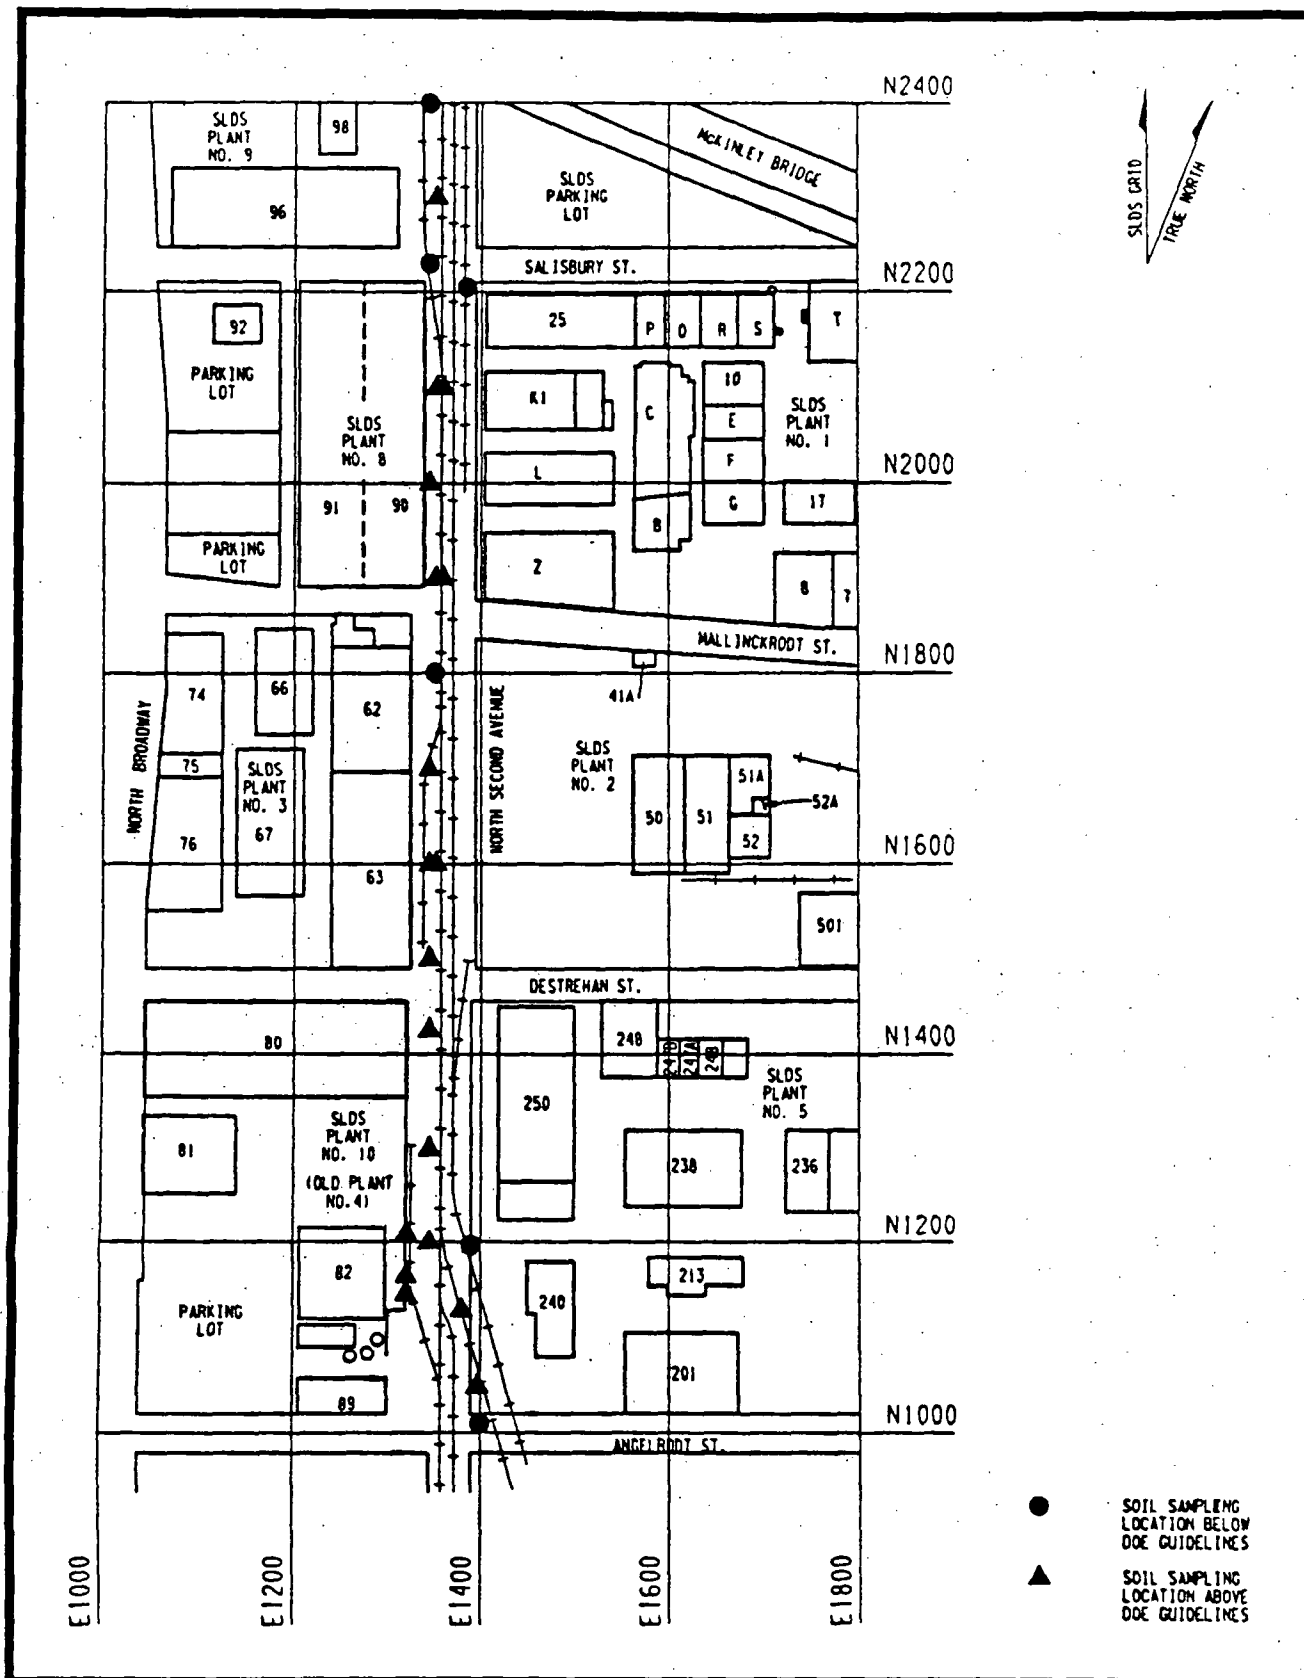 N2400
SLDS
PLANT
NO. 9
98
McKINLEY BRIDGE
SLDS
PARKING
LOT
96
SLDS GRID
TRUE NORTH
SALISBURY ST.
N2200
92
25
P
O
R
S
T
PARKING
LOT
K1
C
10
E
SLDS
PLANT
NO. 1
SLDS
PLANT
NO. 8
F
N2000
L
G
17
91
90
B
PARKING
LOT
Z
8
7
MALLINCKRODT ST.
N1800
41A
74
66
62
NORTH BROADWAY
NORTH SECOND AVENUE
75
SLDS
PLANT
NO. 3
SLDS
PLANT
NO. 2
51A
52A
50
51
52
76
67
N1600
63
501
DESTREHAN ST.
80
248
N1400
247A
SLDS
PLANT
NO. 5
250
81
SLDS
PLANT
NO. 10
(OLD PLANT
NO.4)
238
236
N1200
82
213
PARKING
LOT
240
201
89
N1000
ANGELRODT ST.
E1000
E1200
E1400
E1600
E1800
SOIL SAMPLING
LOCATION BELOW
DOE GUIDELINES
SOIL SAMPLING
LOCATION ABOVE
DOE GUIDELINES